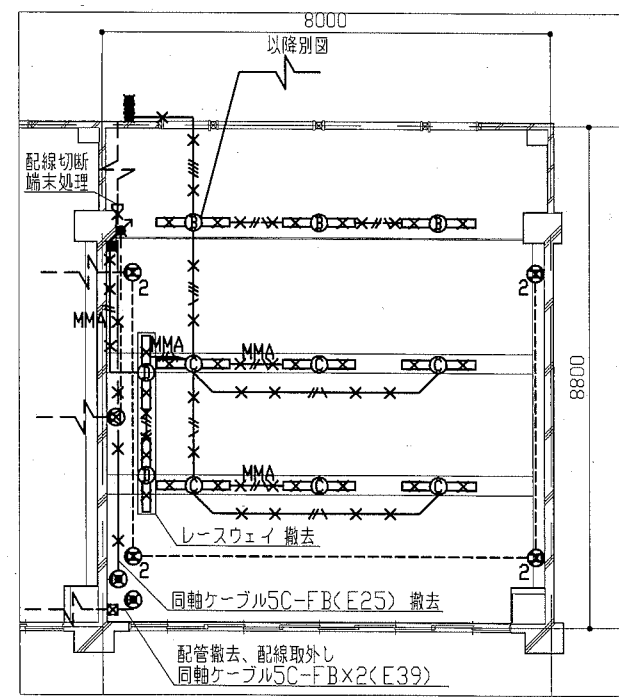 8000
以降別図
配線切断
端末処理
B
B
B
2
2
MMA
MMA
MMA
D
C
C
C
8800
MMA
D
C
C
C
レースウェイ 撤去
2
2
同軸ケーブル5C-FB(E25) 撤去
配管撤去、配線取外し
同軸ケーブル5C-FB×2(E39)